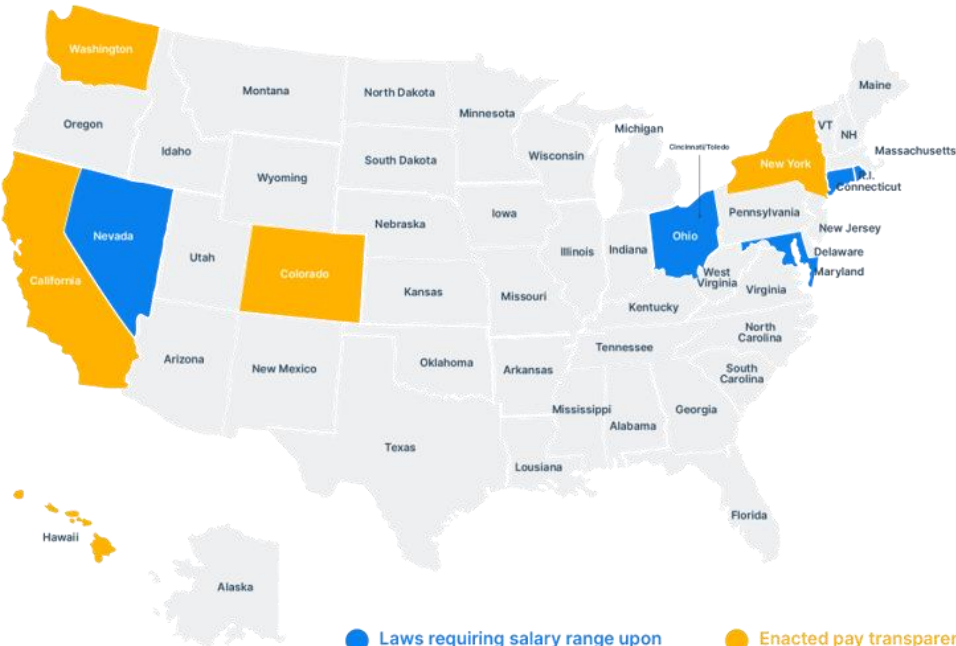 Washington
Montana
North Dakota
Minnesota
Maine
Oregon
Idaho
Wyoming
South Dakota
Wisconsin
Michigan
Cincinnati/Toledo
VT
NH
Massachusetts
New York
R.I.
Connecticut
Nevada
California
Utah
Colorado
Nebraska
Kansas
Iowa
Missouri
Illinois
Indiana
Ohio
Pennsylvania
New Jersey
Delaware
Maryland
West
Virginia
Virginia
Kentucky
Arizona
New Mexico
Oklahoma
Arkansas
Tennessee
North
Carolina
South
Carolina
Mississippi
Alabama
Georgia
Texas
Lousiana
Florida
Hawaii
Alaska
Laws requiring salary range upon
Enacted pay transparen